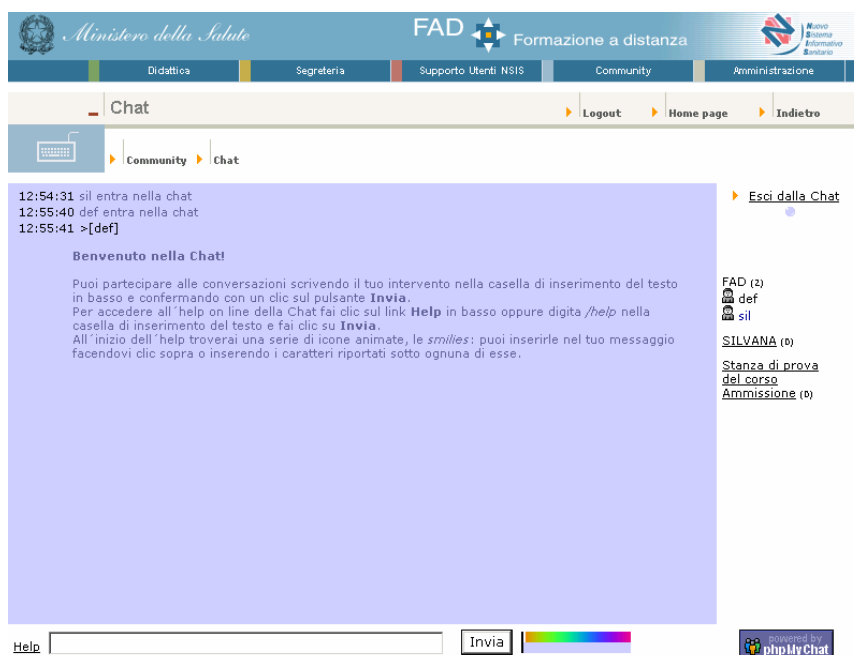 Ministero della Salute
FAD Formazione a distanza
Nuovo
Sistema
Informativo
Sanitario
Didattica Segreteria Supporto Utenti NSIS Community Amministrazione
Chat
Logout Home page Indietro
Community Chat
12:54:31 sil entra nella chat
12:55:40 def entra nella chat
12:55:41 >[def]
Benvenuto nella Chat!
Puoi partecipare alle conversazioni scrivendo il tuo intervento nella casella di inserimento del testo
in basso e confermando con un clic sul pulsante Invia.
Per accedere all´help on line della Chat fai clic sul link Help in basso oppure digita /help nella
casella di inserimento del testo e fai clic su Invia.
All´inizio dell´help troverai una serie di icone animate, le smilies: puoi inserirle nel tuo messaggio
facendovi clic sopra o inserendo i caratteri riportati sotto ognuna di esse.
Esci dalla Chat
FAD (2)
def
sil
SILVANA (0)
Stanza di prova
del corso
Ammissione (0)
Help Invia
powered by
phpMyChat